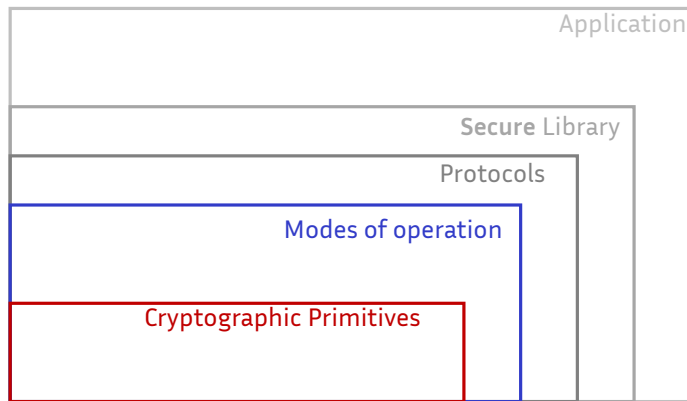 Application
Secure Library
Protocols
Modes of operation
Cryptographic Primitives